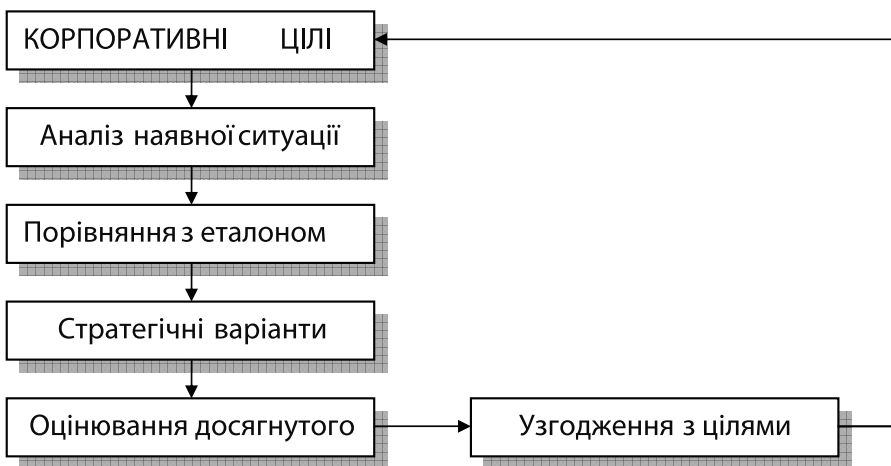 КОРПОРАТИВНІ ЦІЛІ
Аналіз наявної ситуації
Порівняння з еталоном
Стратегічні варіанти
Оцінювання досягнутого
Узгодження з цілями